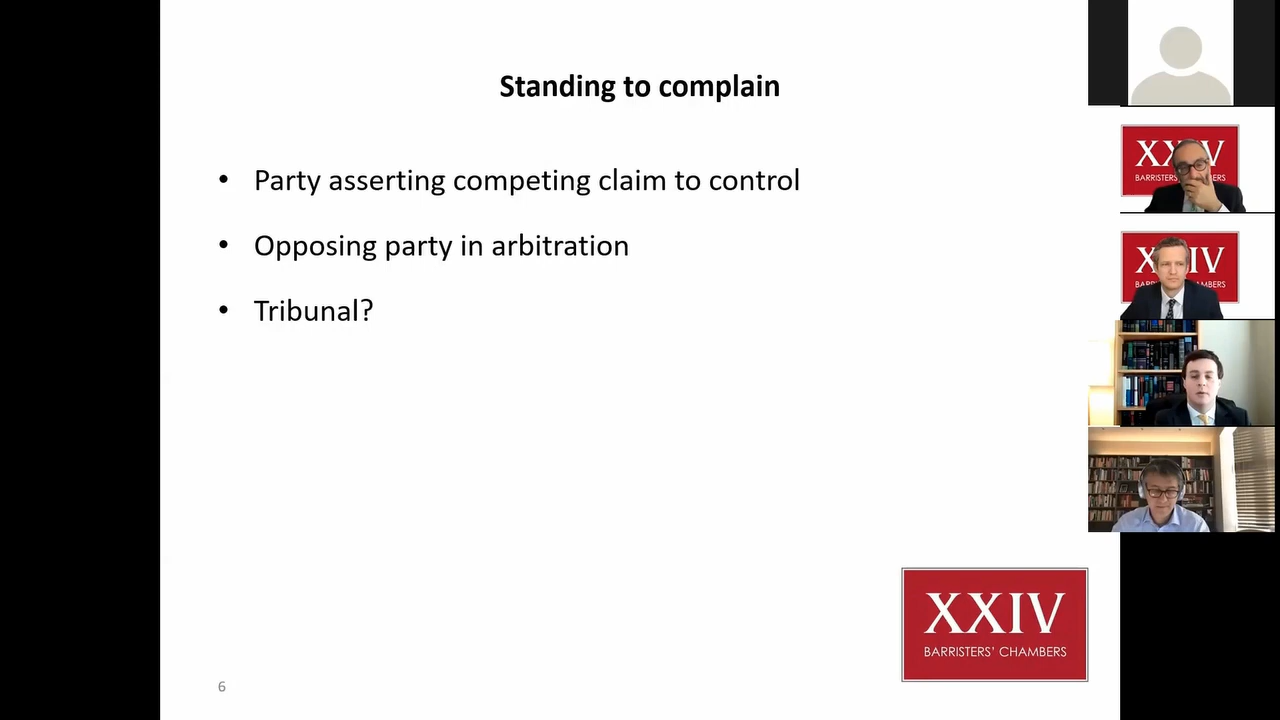 Standing to complain
• Party asserting competing claim to control
• Opposing party in arbitration
• Tribunal?
XXIV
BARRISTERS' CHAMBERS
6